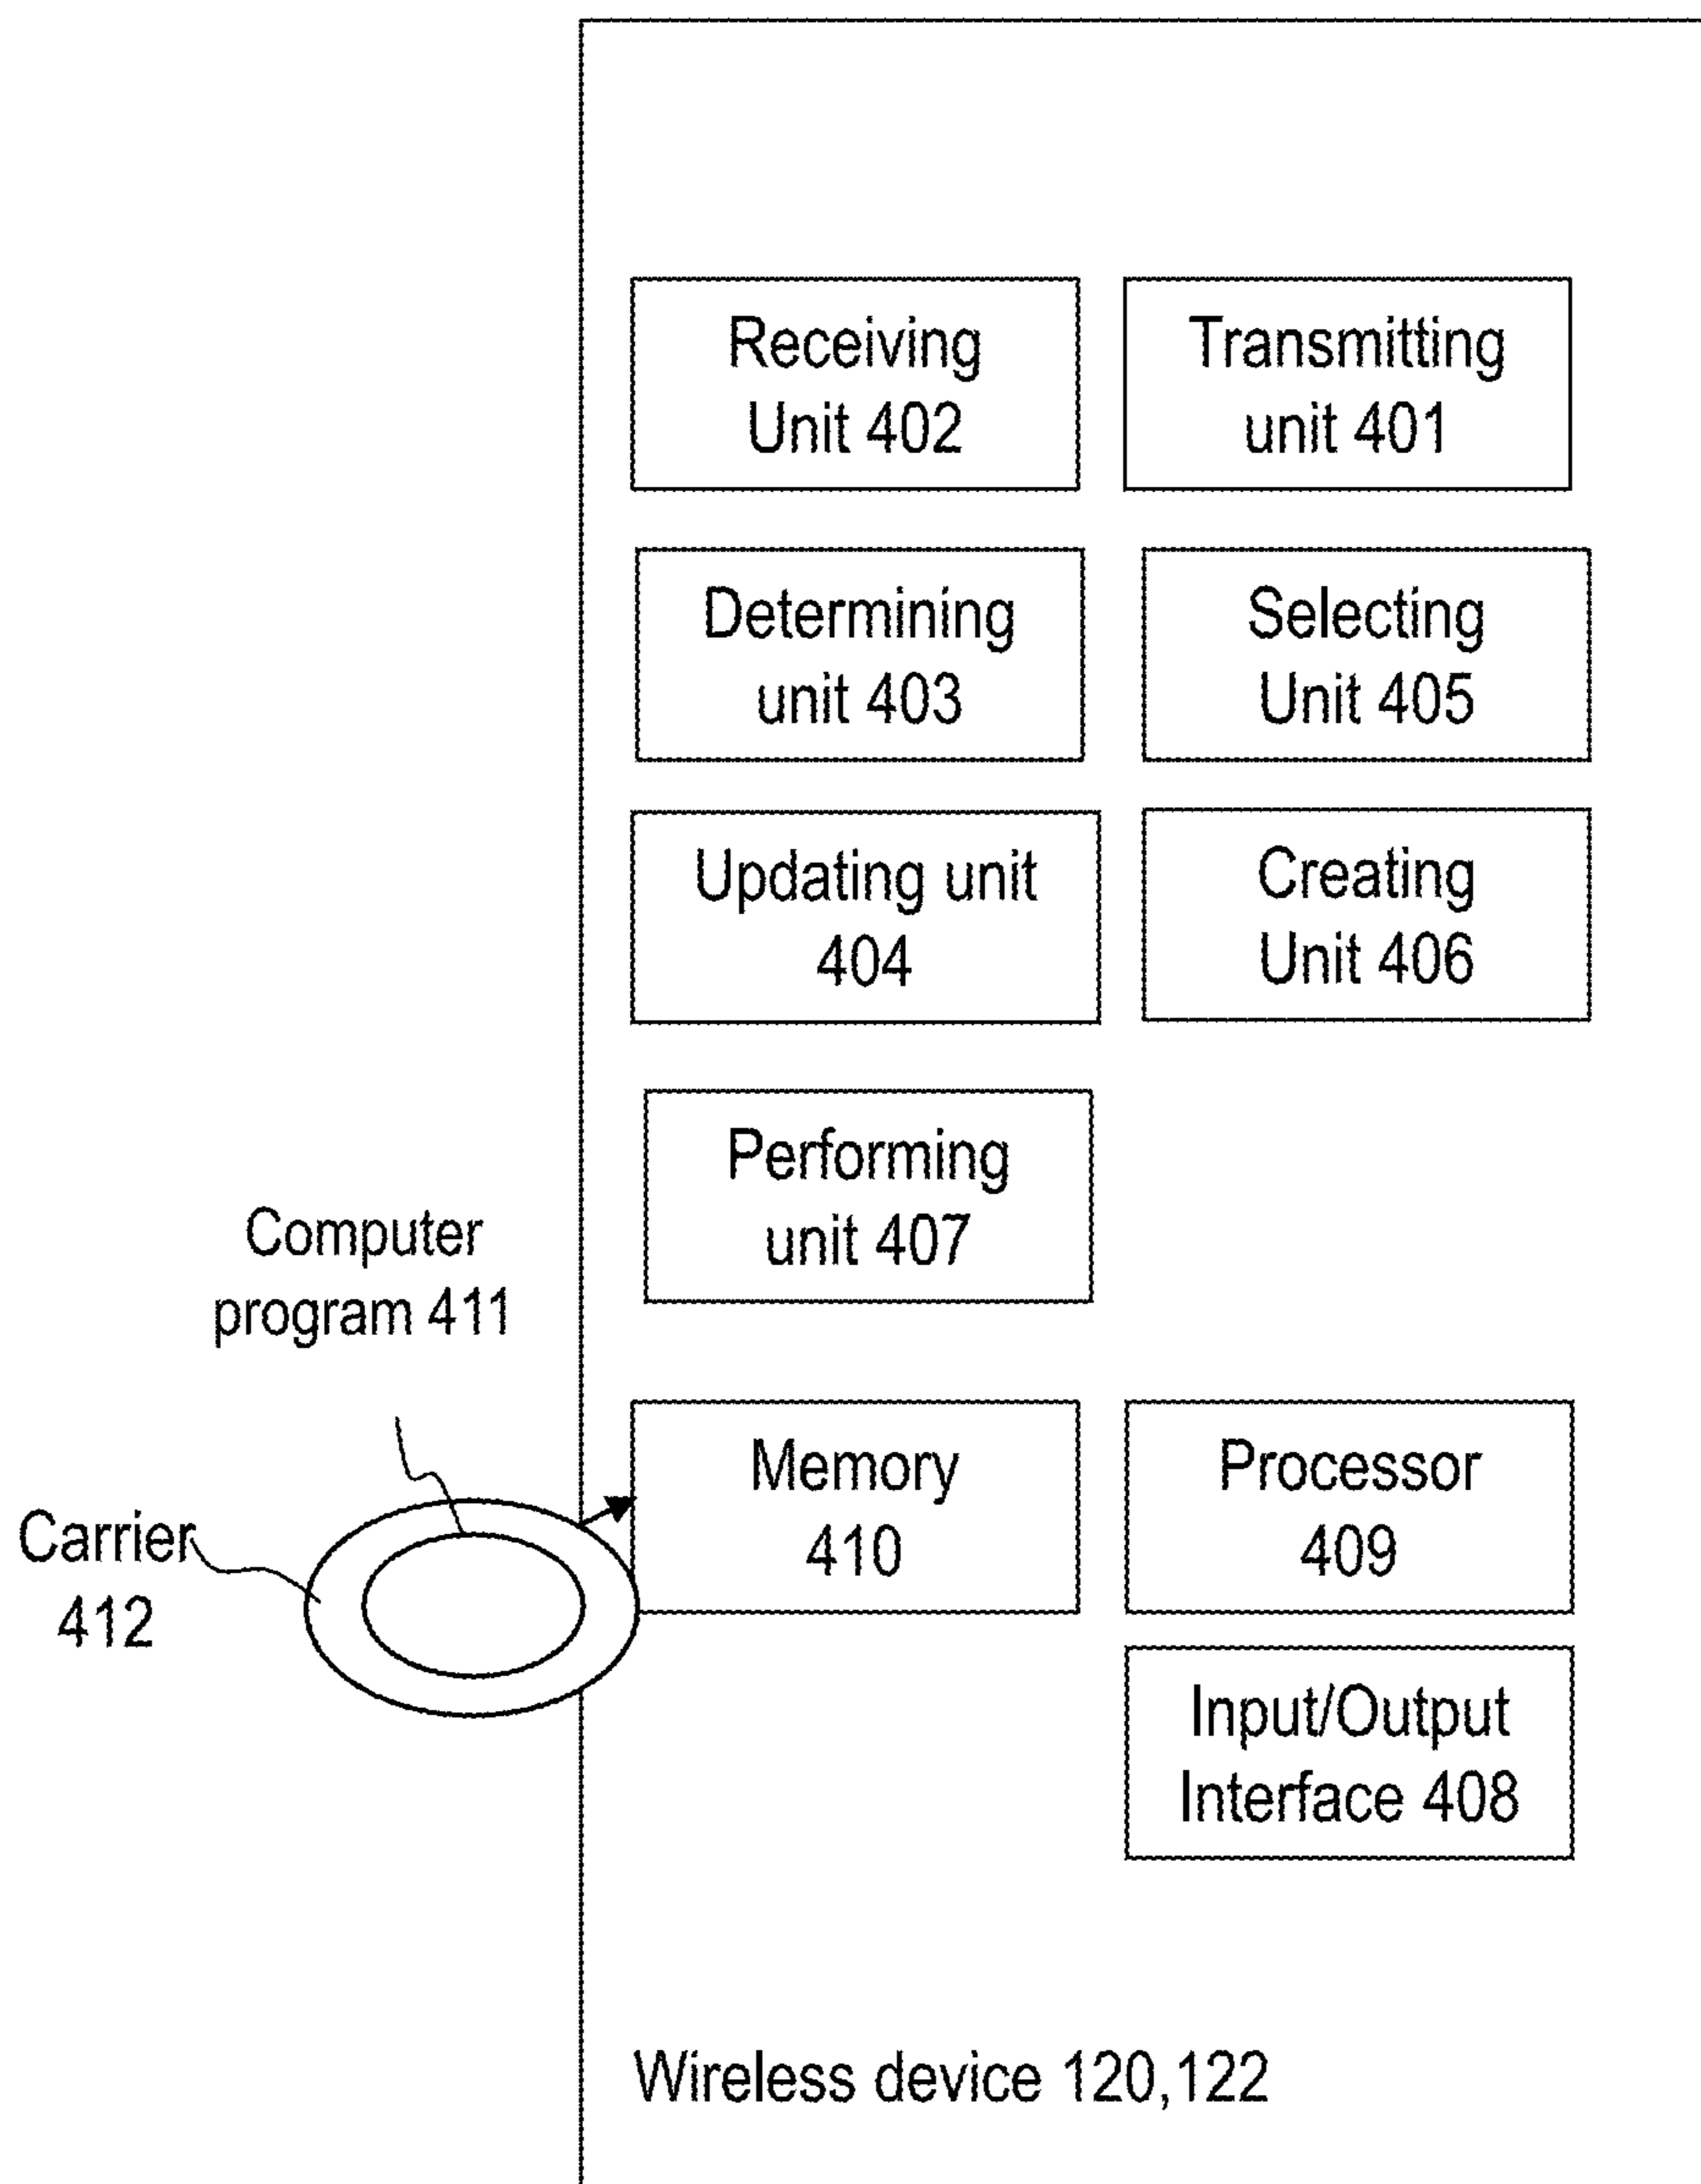 Receiving
Unit 402
Transmitting
unit 401
Determining
unit 403
Selecting
Unit 405
Updating unit
404
Creating
Unit 406
Performing
unit 407
Computer
program 411
Carrier
412
Memory
410
Processor
409
Input/Output
Interface 408
Wireless device 120,122